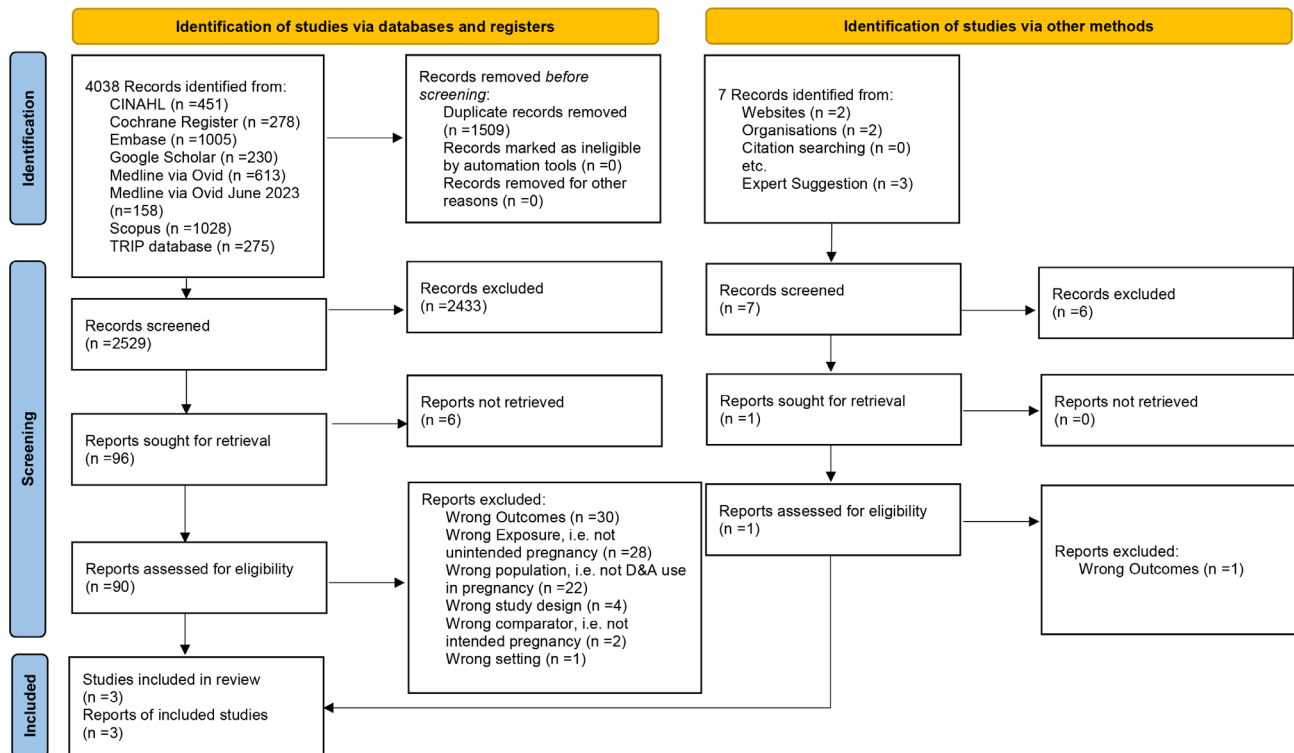 Identification of studies via databases and registers
Identification of studies via other methods
Identification
4038 Records identified from:
CINAHL (n =451)
Cochrane Register (n =278)
Embase (n =1005)
Google Scholar (n =230)
Medline via Ovid (n =613)
Medline via Ovid June 2023
(n=158)
Scopus (n =1028)
TRIP database (n =275)
Records removed before
screening:
Duplicate records removed
(n =1509)
Records marked as ineligible
by automation tools (n =0)
Records removed for other
reasons (n =0)
7 Records identified from:
Websites (n =2)
Organisations (n =2)
Citation searching (n =0)
etc.
Expert Suggestion (n =3)
Screening
Records screened
(n =2529)
Records excluded
(n =2433)
Records screened
(n =7)
Records excluded
(n =6)
Reports sought for retrieval
(n =96)
Reports not retrieved
(n =6)
Reports sought for retrieval
(n =1)
Reports not retrieved
(n =0)
Reports assessed for eligibility
(n =90)
Reports excluded:
Wrong Outcomes (n =30)
Wrong Exposure, i.e. not
unintended pregnancy (n =28)
Wrong population, i.e. not D&A use
in pregnancy (n =22)
Wrong study design (n =4)
Wrong comparator, i.e. not
intended pregnancy (n =2)
Wrong setting (n =1)
Reports assessed for eligibility
(n =1)
Reports excluded:
Wrong Outcomes (n =1)
Included
Studies included in review
(n =3)
Reports of included studies
(n =3)